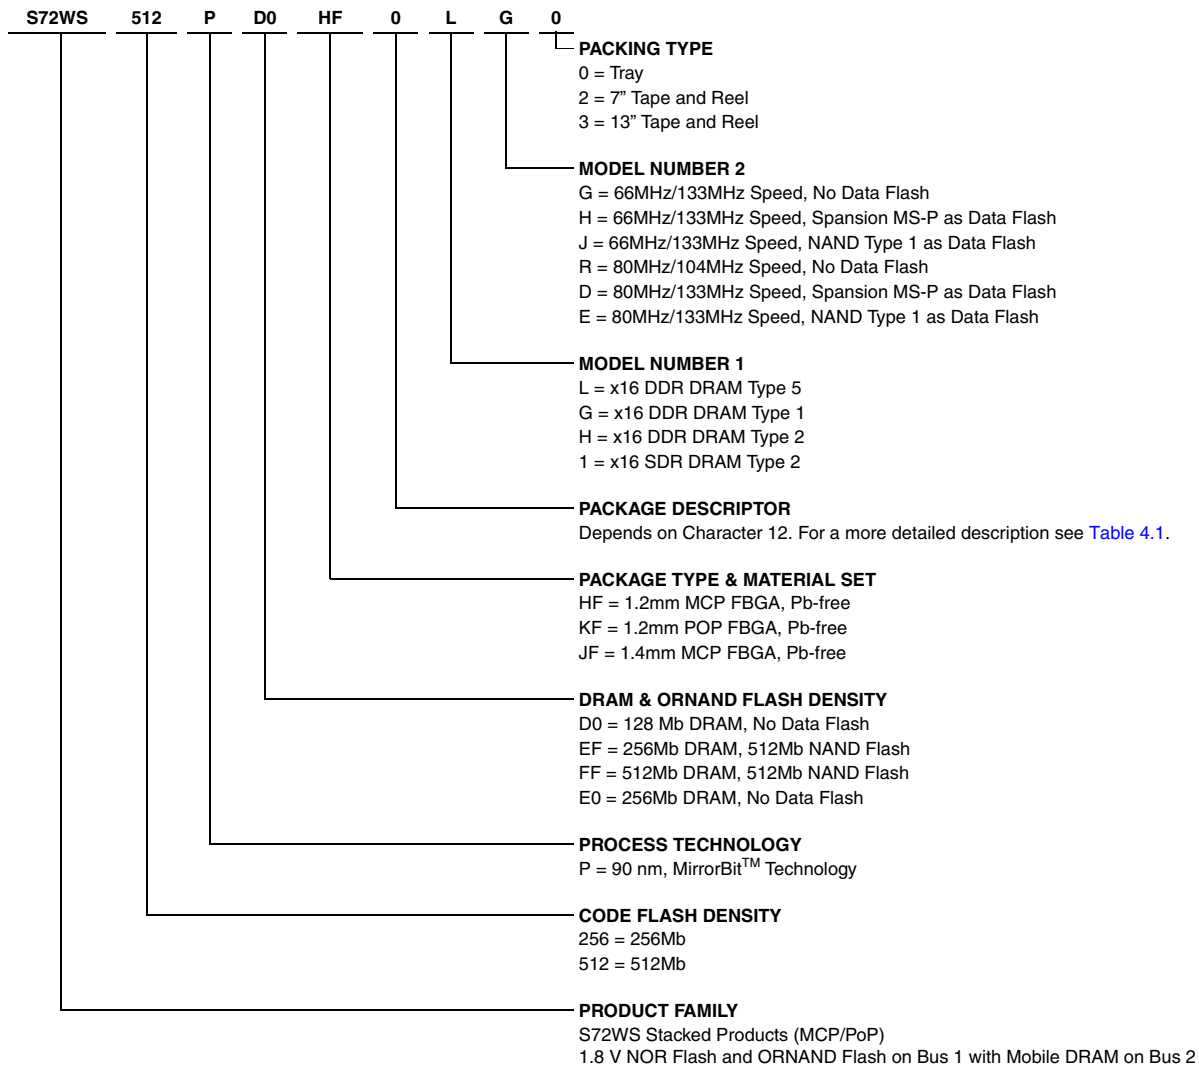 S72WS 512 P D0 HF 0 L G 0
PACKING TYPE
0 = Tray
2 = 7” Tape and Reel
3 = 13” Tape and Reel
MODEL NUMBER 2
G = 66MHz/133MHz Speed, No Data Flash
H = 66MHz/133MHz Speed, Spansion MS-P as Data Flash
J = 66MHz/133MHz Speed, NAND Type 1 as Data Flash
R = 80MHz/104MHz Speed, No Data Flash
D = 80MHz/133MHz Speed, Spansion MS-P as Data Flash
E = 80MHz/133MHz Speed, NAND Type 1 as Data Flash
MODEL NUMBER 1
L = x16 DDR DRAM Type 5
G = x16 DDR DRAM Type 1
H = x16 DDR DRAM Type 2
1 = x16 SDR DRAM Type 2
PACKAGE DESCRIPTOR
Depends on Character 12. For a more detailed description see Table 4.1.
PACKAGE TYPE & MATERIAL SET
HF = 1.2mm MCP FBGA, Pb-free
KF = 1.2mm POP FBGA, Pb-free
JF = 1.4mm MCP FBGA, Pb-free
DRAM & ORNAND FLASH DENSITY
D0 = 128 Mb DRAM, No Data Flash
EF = 256Mb DRAM, 512Mb NAND Flash
FF = 512Mb DRAM, 512Mb NAND Flash
E0 = 256Mb DRAM, No Data Flash
PROCESS TECHNOLOGY
P = 90 nm, MirrorBit™ Technology
CODE FLASH DENSITY
256 = 256Mb
512 = 512Mb
PRODUCT FAMILY
S72WS Stacked Products (MCP/PoP)
1.8 V NOR Flash and ORNAND Flash on Bus 1 with Mobile DRAM on Bus 2